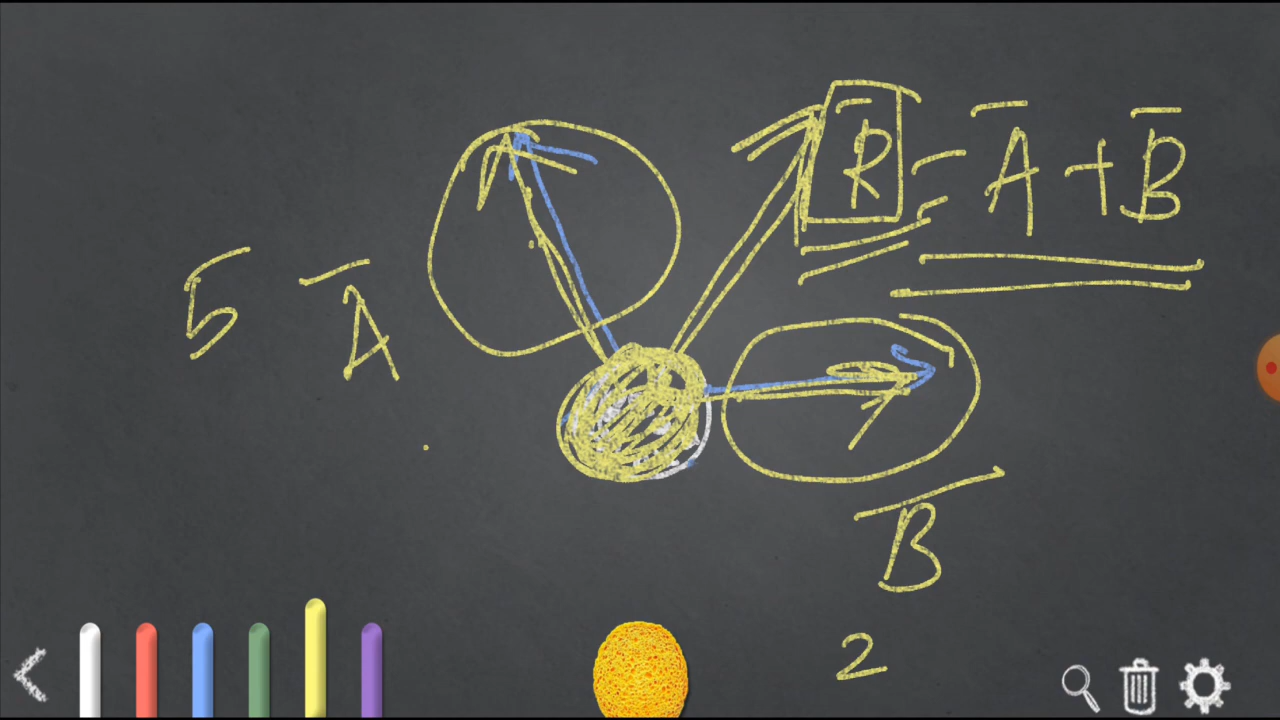 R̅ = A̅ + B̅
5 A̅
B̅
2